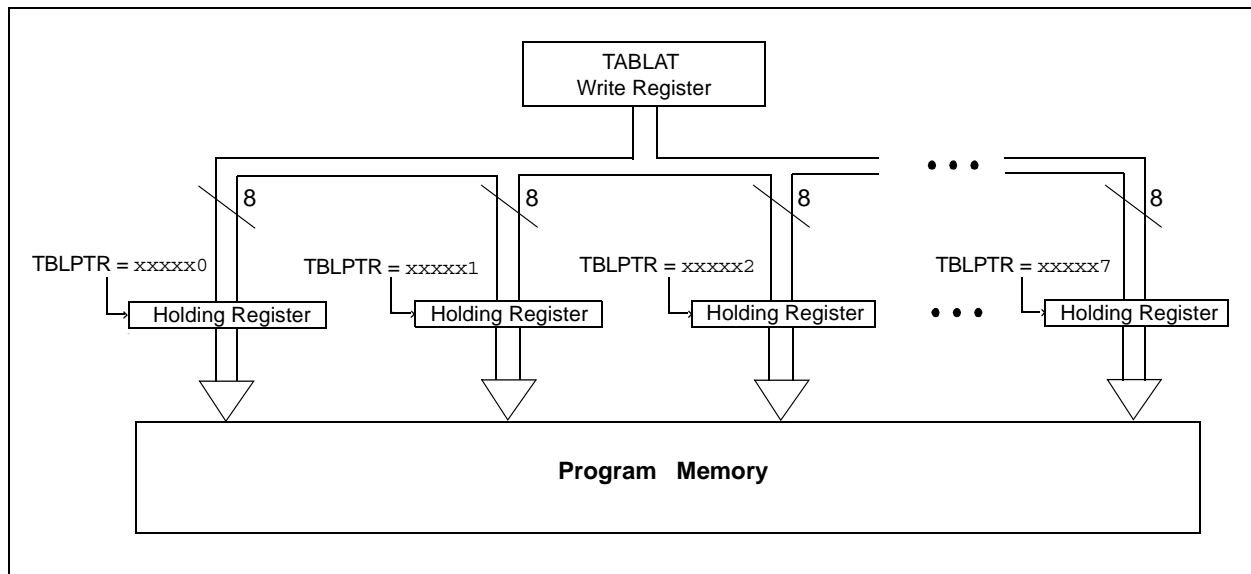 TABLAT
Write Register
8
8
8
8
TBLPTR = xxxxx0
TBLPTR = xxxxx1
TBLPTR = xxxxx2
TBLPTR = xxxxx7
Holding Register
Holding Register
Holding Register
Holding Register
Program Memory